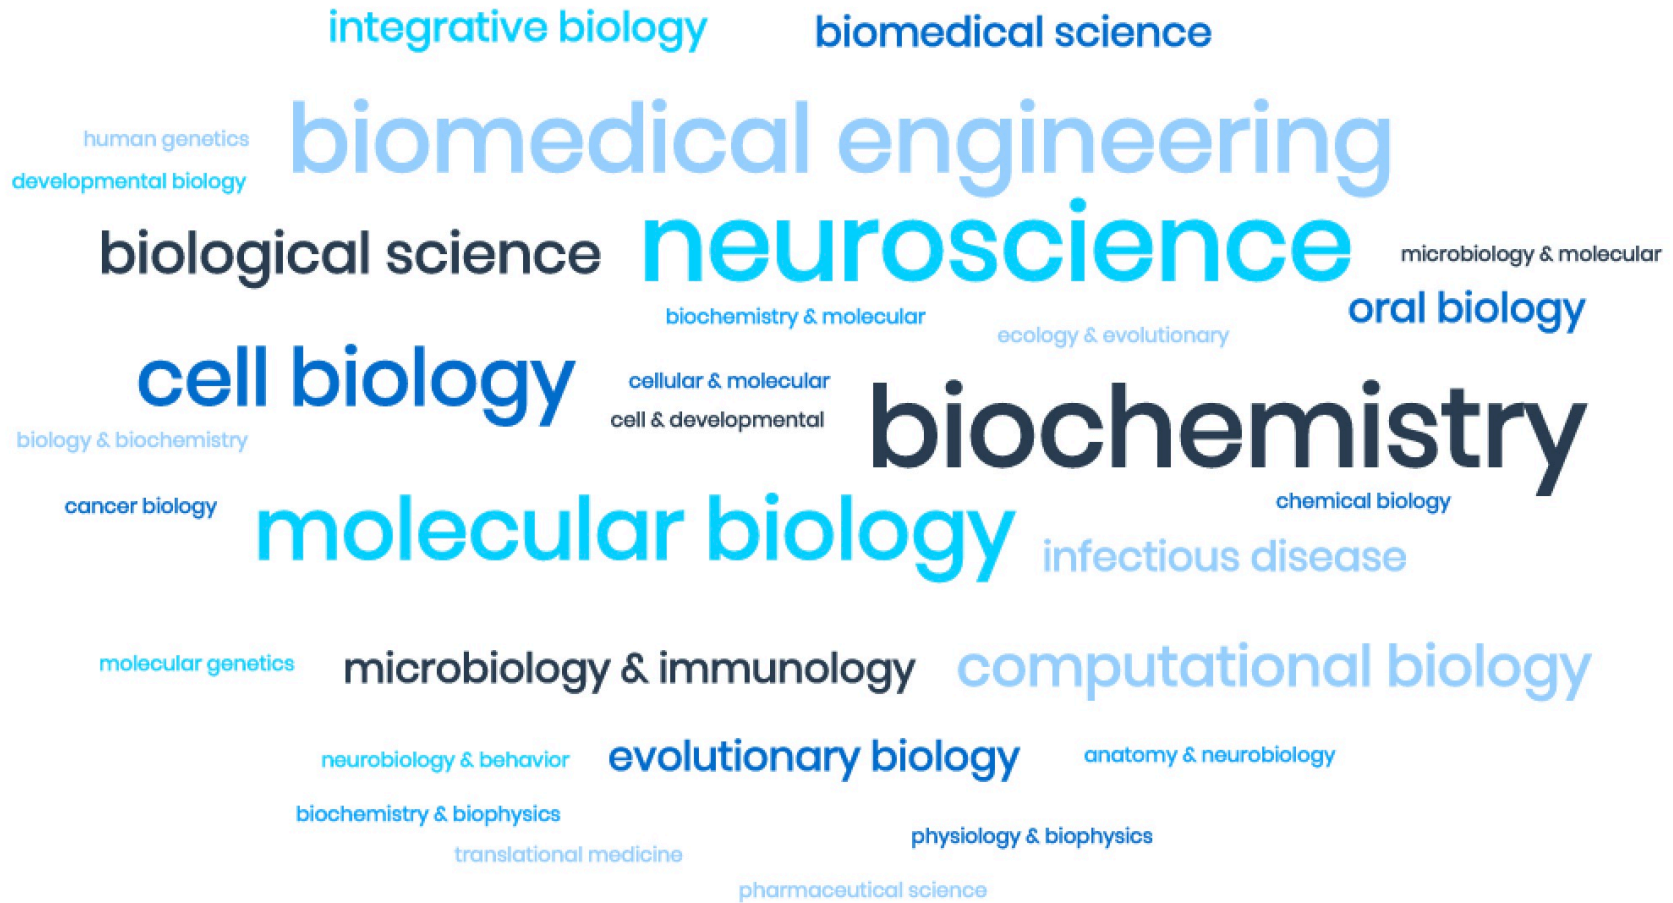 integrative biology
biomedical science
human genetics
biomedical engineering
developmental biology
biological science
neuroscience
microbiology & molecular
biochemistry & molecular
ecology & evolutionary
oral biology
cell biology
cellular & molecular
cell & developmental
biochemistry
biology & biochemistry
cancer biology
molecular biology
chemical biology
infectious disease
molecular genetics
microbiology & immunology
computational biology
neurobiology & behavior
evolutionary biology
anatomy & neurobiology
biochemistry & biophysics
physiology & biophysics
translational medicine
pharmaceutical science